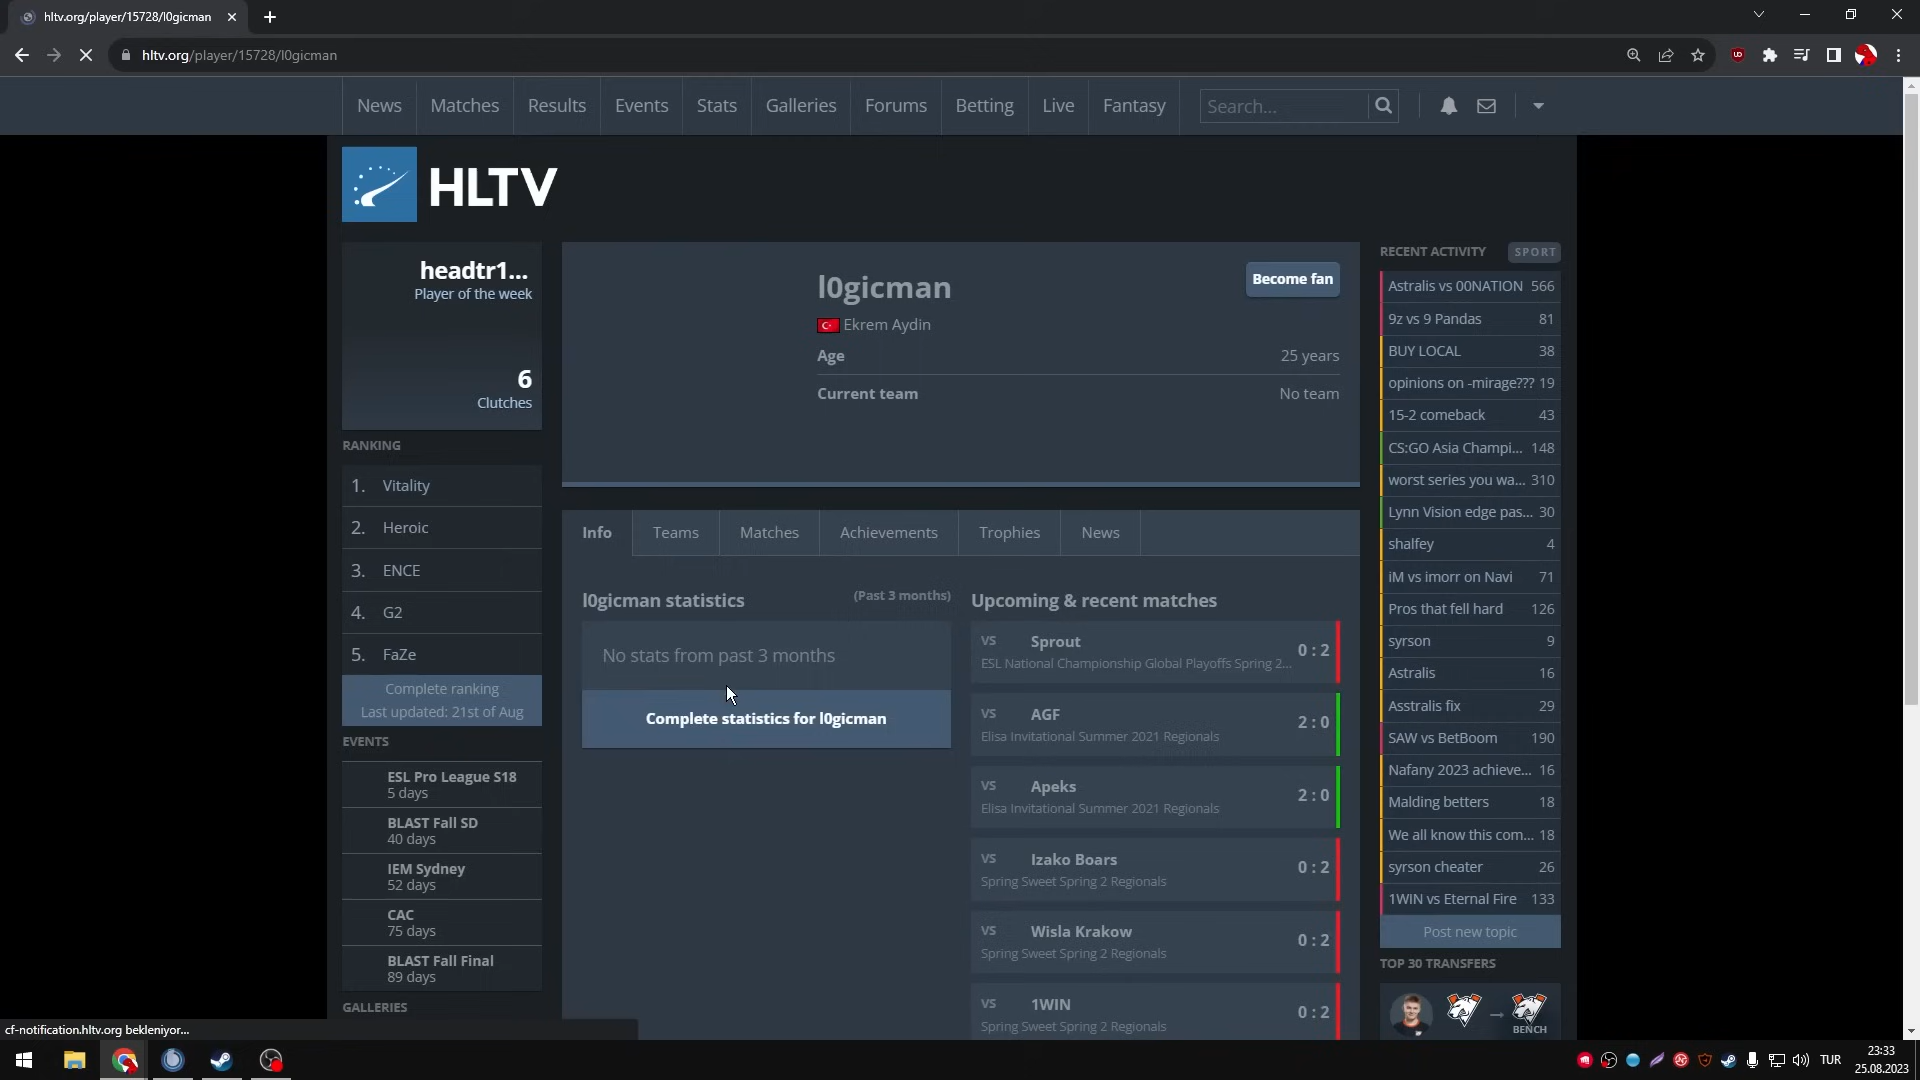 hltv.org/player/15728/l0gicman
hltv.org/player/15728/l0gicman
News Matches Results Events Stats Galleries Forums Betting Live Fantasy Search...
HLTV
headtr1...
Player of the week
6
Clutches
RANKING
1. Vitality
2. Heroic
3. ENCE
4. G2
5. FaZe
Complete ranking
Last updated: 21st of Aug
EVENTS
ESL Pro League S18
5 days
BLAST Fall SD
40 days
IEM Sydney
52 days
CAC
75 days
BLAST Fall Final
89 days
GALLERIES
l0gicman
Become fan
Ekrem Aydin
Age 25 years
Current team No team
Info Teams Matches Achievements Trophies News
l0gicman statistics (Past 3 months)
No stats from past 3 months
Complete statistics for l0gicman
Upcoming & recent matches
VS Sprout 0 : 2
ESL National Championship Global Playoffs Spring 2...
VS AGF 2 : 0
Elisa Invitational Summer 2021 Regionals
VS Apeks 2 : 0
Elisa Invitational Summer 2021 Regionals
VS Izako Boars 0 : 2
Spring Sweet Spring 2 Regionals
VS Wisla Krakow 0 : 2
Spring Sweet Spring 2 Regionals
VS 1WIN 0 : 2
Spring Sweet Spring 2 Regionals
RECENT ACTIVITY SPORT
Astralis vs 00NATION 566
9z vs 9 Pandas 81
BUY LOCAL 38
opinions on -mirage??? 19
15-2 comeback 43
CS:GO Asia Champi... 148
worst series you wa... 310
Lynn Vision edge pas... 30
shalfey 4
iM vs imorr on Navi 71
Pros that fell hard 126
syrson 9
Astralis 16
Asstralis fix 29
SAW vs BetBoom 190
Nafany 2023 achieve... 16
Malding betters 18
We all know this com... 18
syrson cheater 26
1WIN vs Eternal Fire 133
Post new topic
TOP 30 TRANSFERS
BENCH
cf-notification.hltv.org bekleniyor...
TUR
23:33
25.08.2023